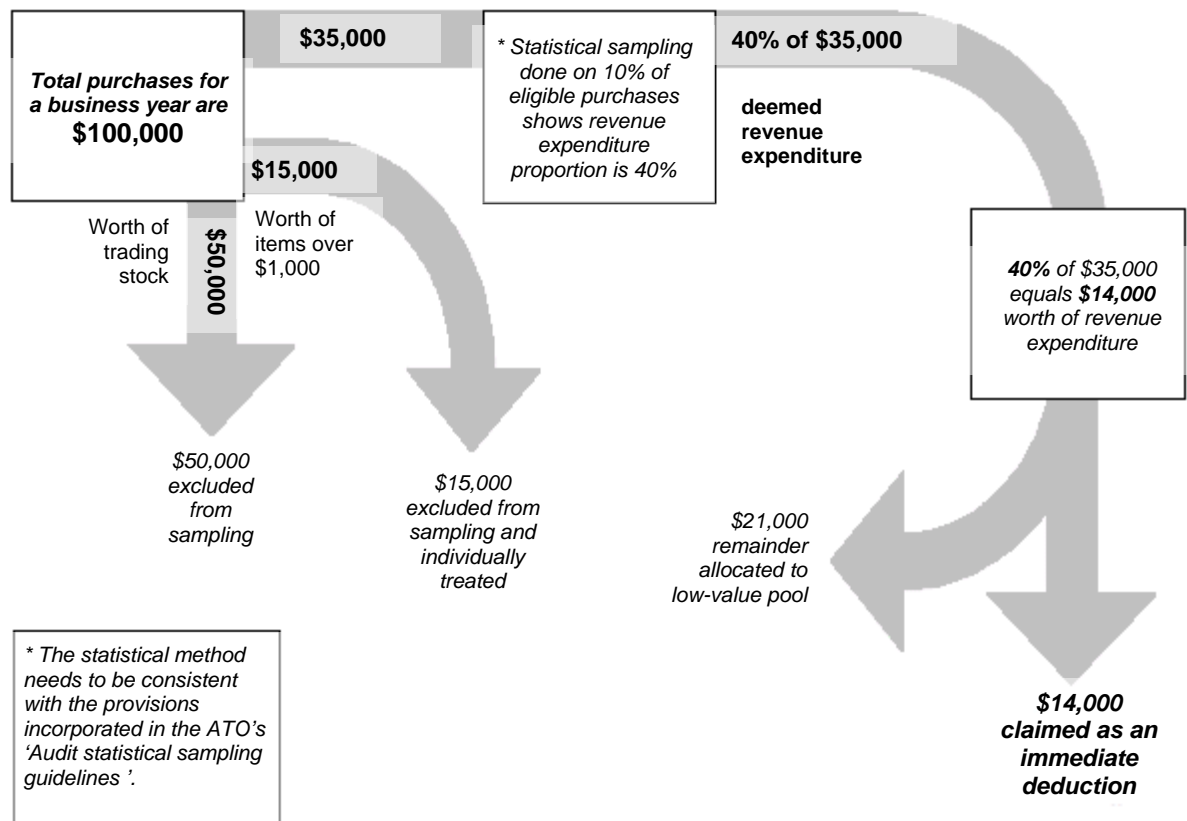 Total purchases for
a business year are
$100,000
$35,000
* Statistical sampling
done on 10% of
eligible purchases
shows revenue
expenditure
proportion is 40%
40% of $35,000
deemed
revenue
expenditure
$15,000
Worth of
items over
$1,000
Worth of
trading
stock
$50,000
40% of $35,000
equals $14,000
worth of revenue
expenditure
$50,000
excluded
from
sampling
$15,000
excluded from
sampling and
individually
treated
$21,000
remainder
allocated to
low-value pool
$14,000
claimed as an
immediate
deduction
* The statistical method
needs to be consistent
with the provisions
incorporated in the ATO’s
‘Audit statistical sampling
guidelines ’.